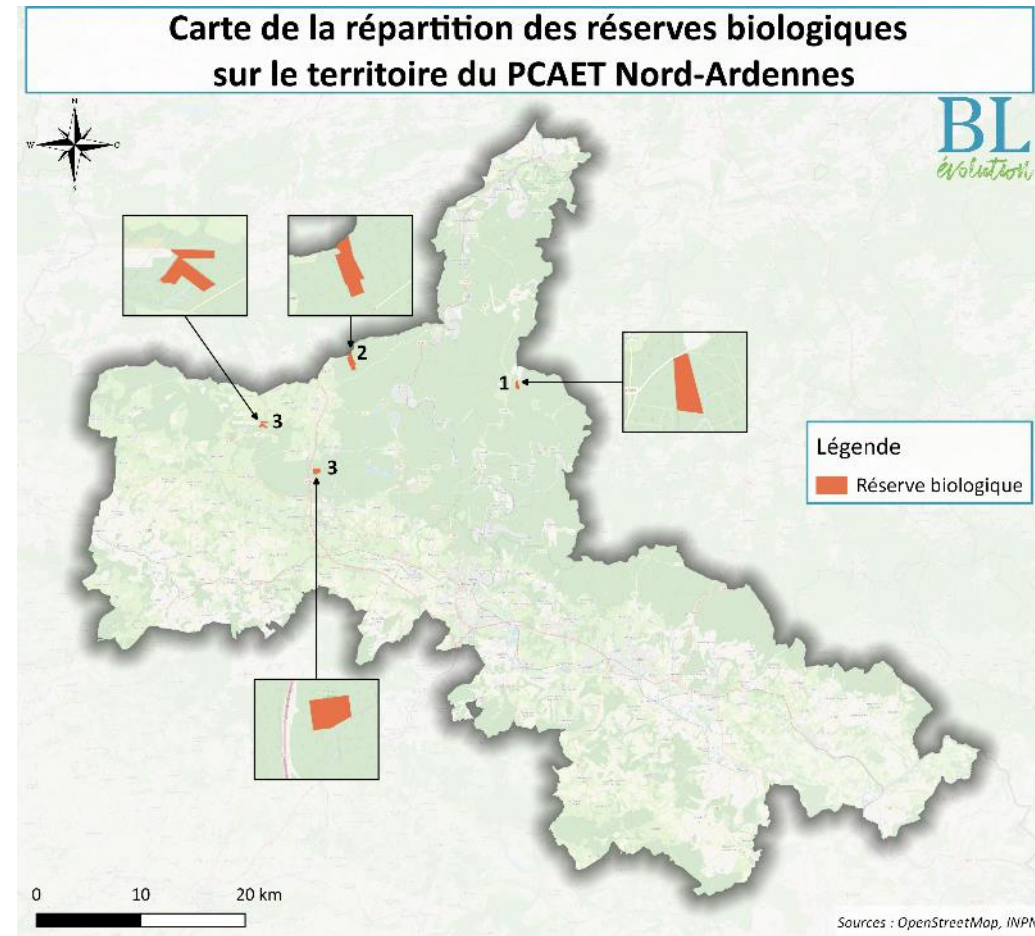 Carte de la répartition des réserves biologiques
sur le territoire du PCAET Nord-Ardennes
N
W
O
S
BL
évolution
2
1
3
3
Légende
Réserve biologique
0 10 20 km
Sources : OpenStreetMap, INPN